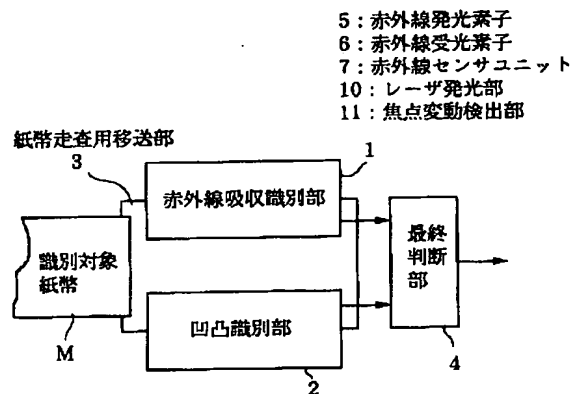 5：赤外線発光素子
6：赤外線受光素子
7：赤外線センサユニット
10：レーザ発光部
11：焦点変動検出部
紙幣走査用移送部
3
1
赤外線吸収識別部
識別対象
紙幣
M
凹凸識別部
2
最終
判断
部
4